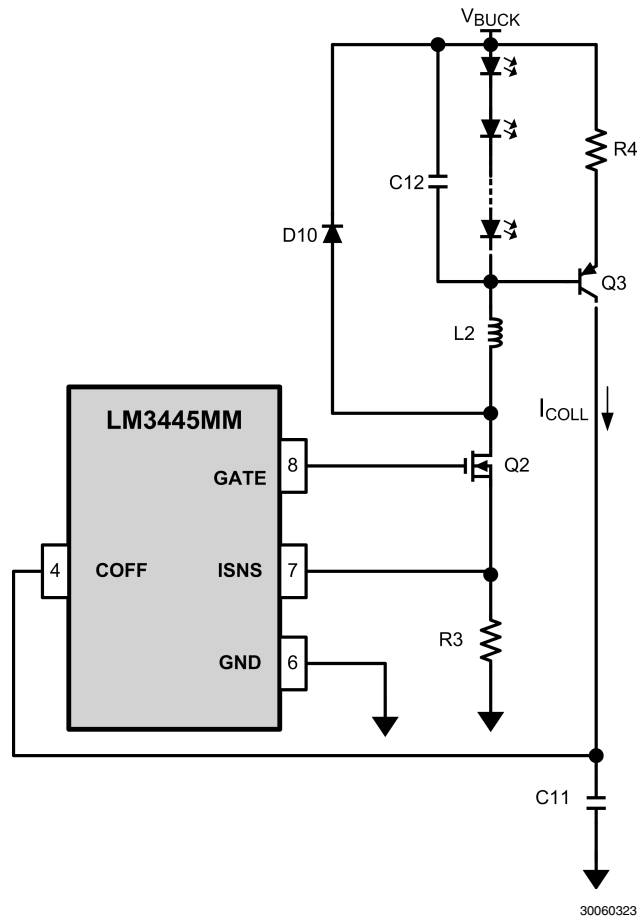 VBUCK
R4
C12
D10
Q3
L2
ICOLL
LM3445MM
8
GATE
Q2
4
COFF
ISNS
7
R3
GND
6
C11
30060323